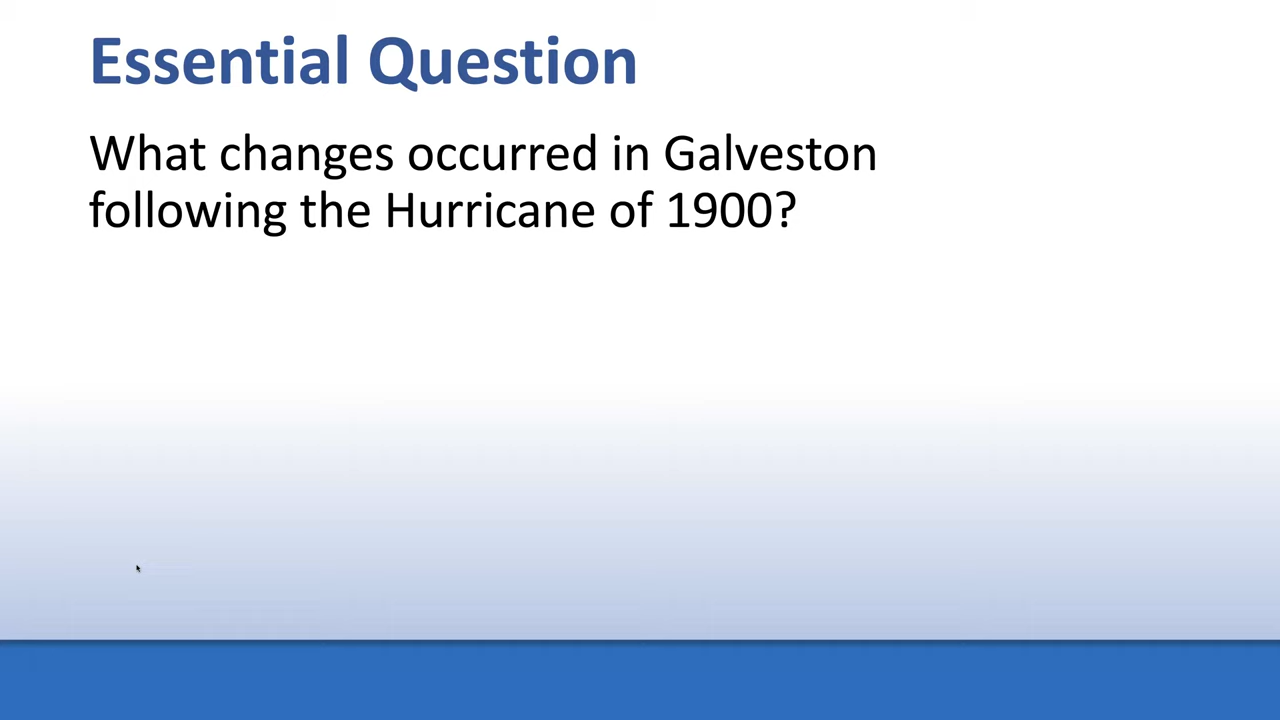 Essential Question
What changes occurred in Galveston
following the Hurricane of 1900?